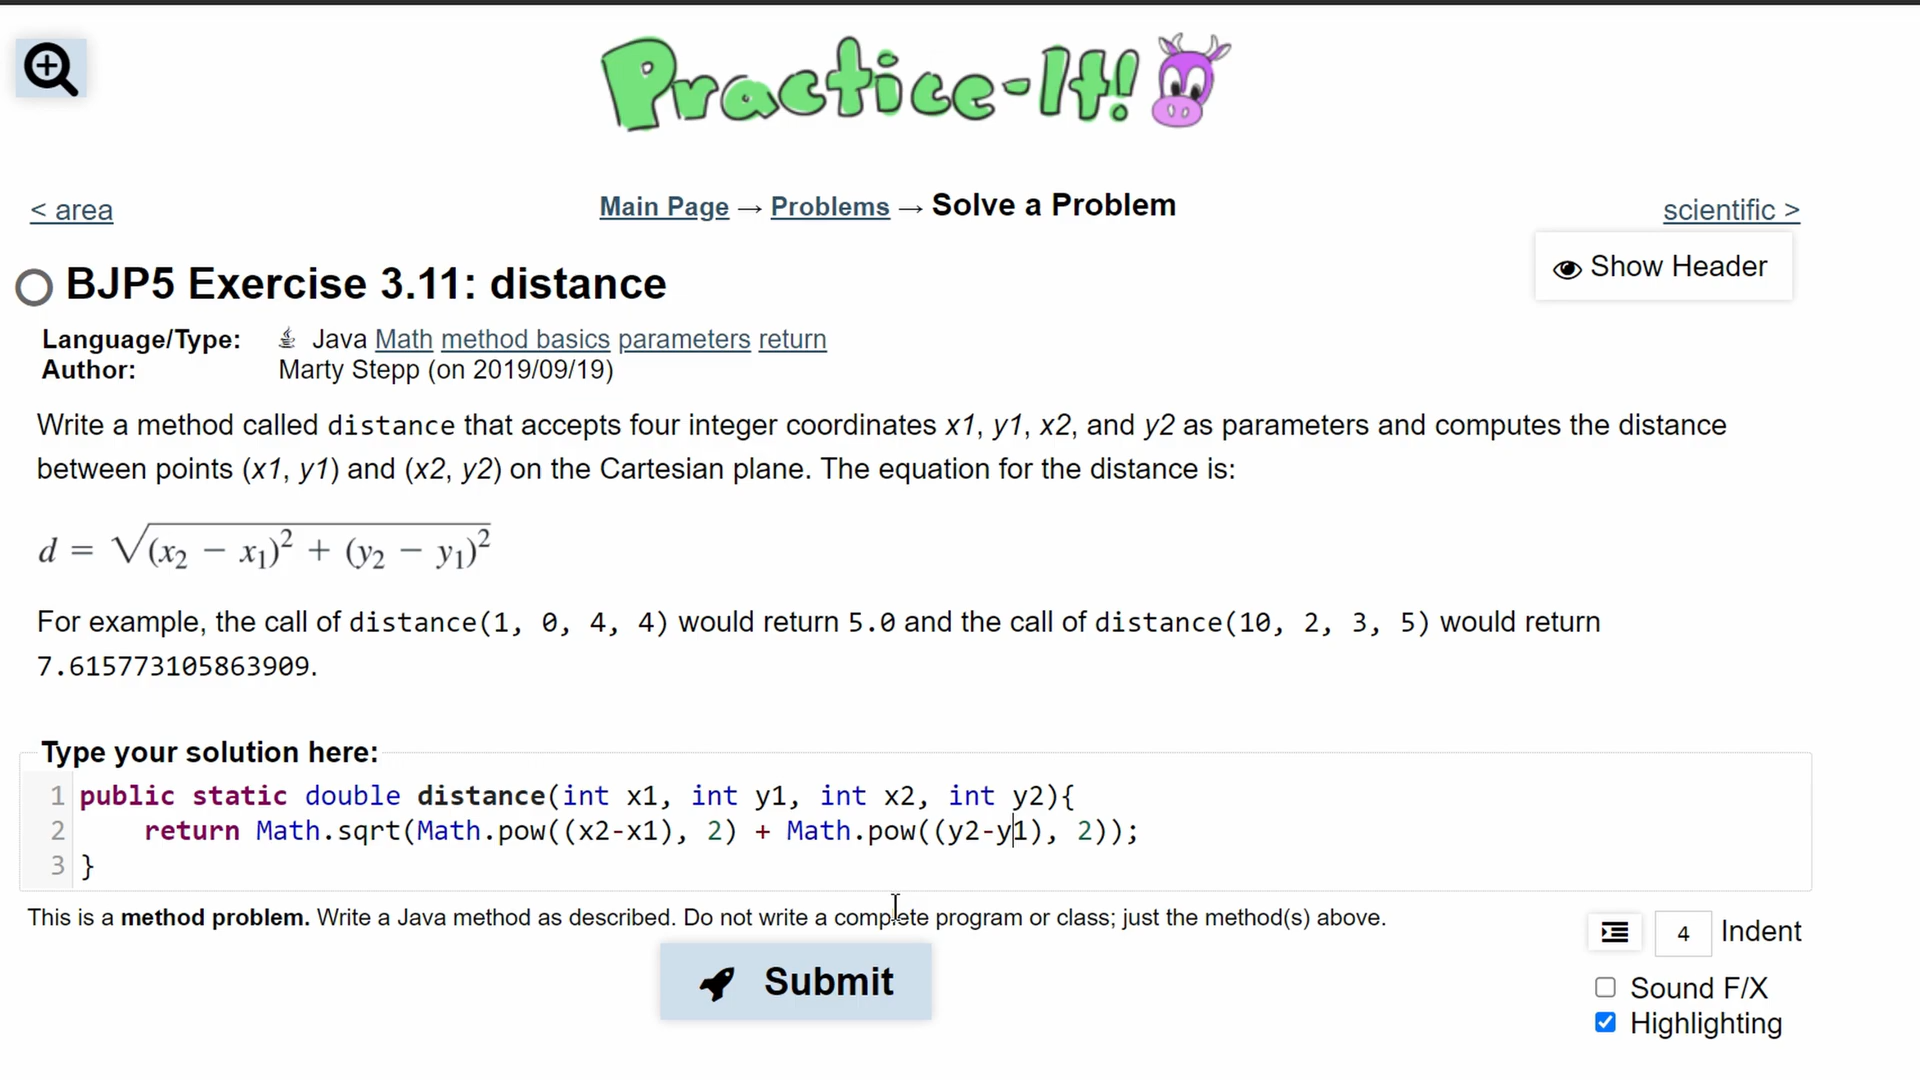 Practice-It!
< area
Main Page → Problems → Solve a Problem
scientific >
Show Header
BJP5 Exercise 3.11: distance
Language/Type: Java Math method basics parameters return
Author: Marty Stepp (on 2019/09/19)
Write a method called distance that accepts four integer coordinates x1, y1, x2, and y2 as parameters and computes the distance
between points (x1, y1) and (x2, y2) on the Cartesian plane. The equation for the distance is:
d = √(x₂ − x₁)² + (y₂ − y₁)²
For example, the call of distance(1, 0, 4, 4) would return 5.0 and the call of distance(10, 2, 3, 5) would return
7.615773105863909.
Type your solution here:
1 public static double distance(int x1, int y1, int x2, int y2){
2     return Math.sqrt(Math.pow((x2-x1), 2) + Math.pow((y2-y1), 2));
3 }
This is a method problem. Write a Java method as described. Do not write a complete program or class; just the method(s) above.
4 Indent
Submit
Sound F/X
Highlighting